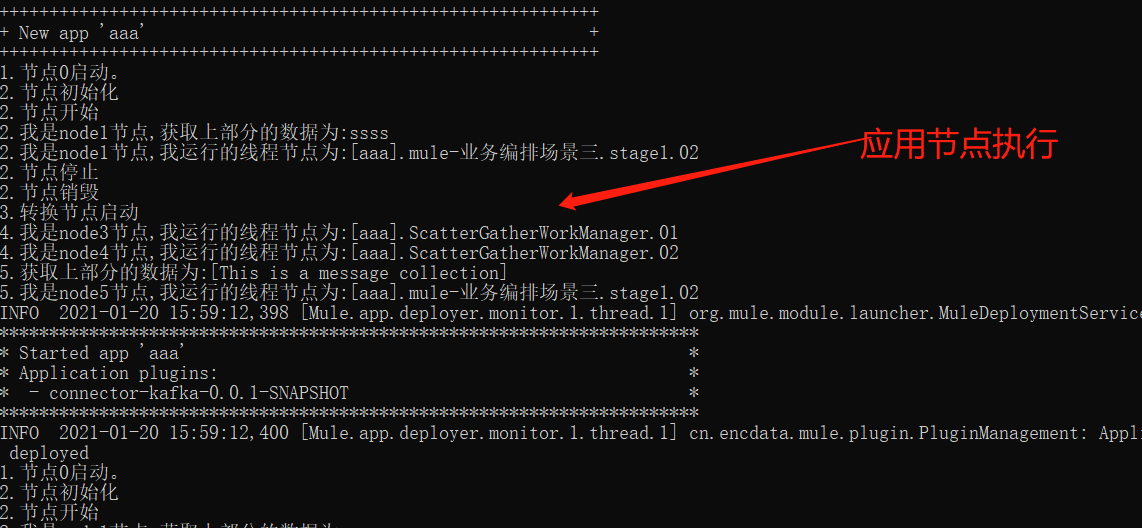 ++++++++++++++++++++++++++++++++++++++++++++++++++++++++++++
+ New app 'aaa'                                            +
++++++++++++++++++++++++++++++++++++++++++++++++++++++++++++
1.节点0启动。
2.节点初始化
2.节点开始
2.我是node1节点,获取上部分的数据为:ssss
2.我是node1节点,我运行的线程节点为:[aaa].mule-业务编排场景三.stage1.02
应用节点执行
2.节点停止
2.节点销毁
3.转换节点启动
4.我是node3节点,我运行的线程节点为:[aaa].ScatterGatherWorkManager.01
4.我是node4节点,我运行的线程节点为:[aaa].ScatterGatherWorkManager.02
5.获取上部分的数据为:[This is a message collection]
5.我是node5节点,我运行的线程节点为:[aaa].mule-业务编排场景三.stage1.02
INFO  2021-01-20 15:59:12,398 [Mule.app.deployer.monitor.1.thread.1] org.mule.module.launcher.MuleDeploymentService
**********************************************************************
* Started app 'aaa'                                                  *
* Application plugins:                                               *
*  - connector-kafka-0.0.1-SNAPSHOT                                  *
**********************************************************************
INFO  2021-01-20 15:59:12,400 [Mule.app.deployer.monitor.1.thread.1] cn.encdata.mule.plugin.PluginManagement: Appli
deployed
1.节点0启动。
2.节点初始化
2.节点开始